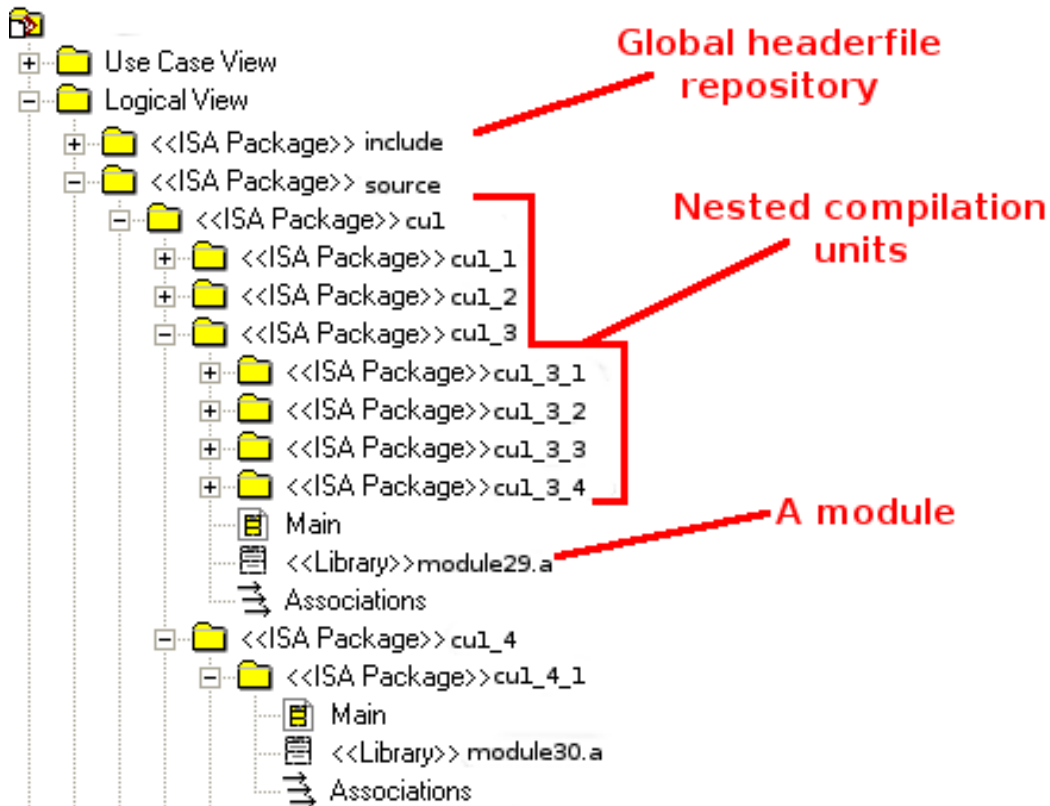 Global headerfile
repository
Use Case View
Logical View
<<ISA Package>> include
<<ISA Package>> source
<<ISA Package>>cu1
Nested compilation
units
<<ISA Package>>cu1_1
<<ISA Package>>cu1_2
<<ISA Package>>cu1_3
<<ISA Package>>cu1_3_1
<<ISA Package>>cu1_3_2
<<ISA Package>>cu1_3_3
<<ISA Package>>cu1_3_4
Main
A module
<<Library>>module29.a
Associations
<<ISA Package>>cu1_4
<<ISA Package>>cu1_4_1
Main
<<Library>> module30.a
Associations